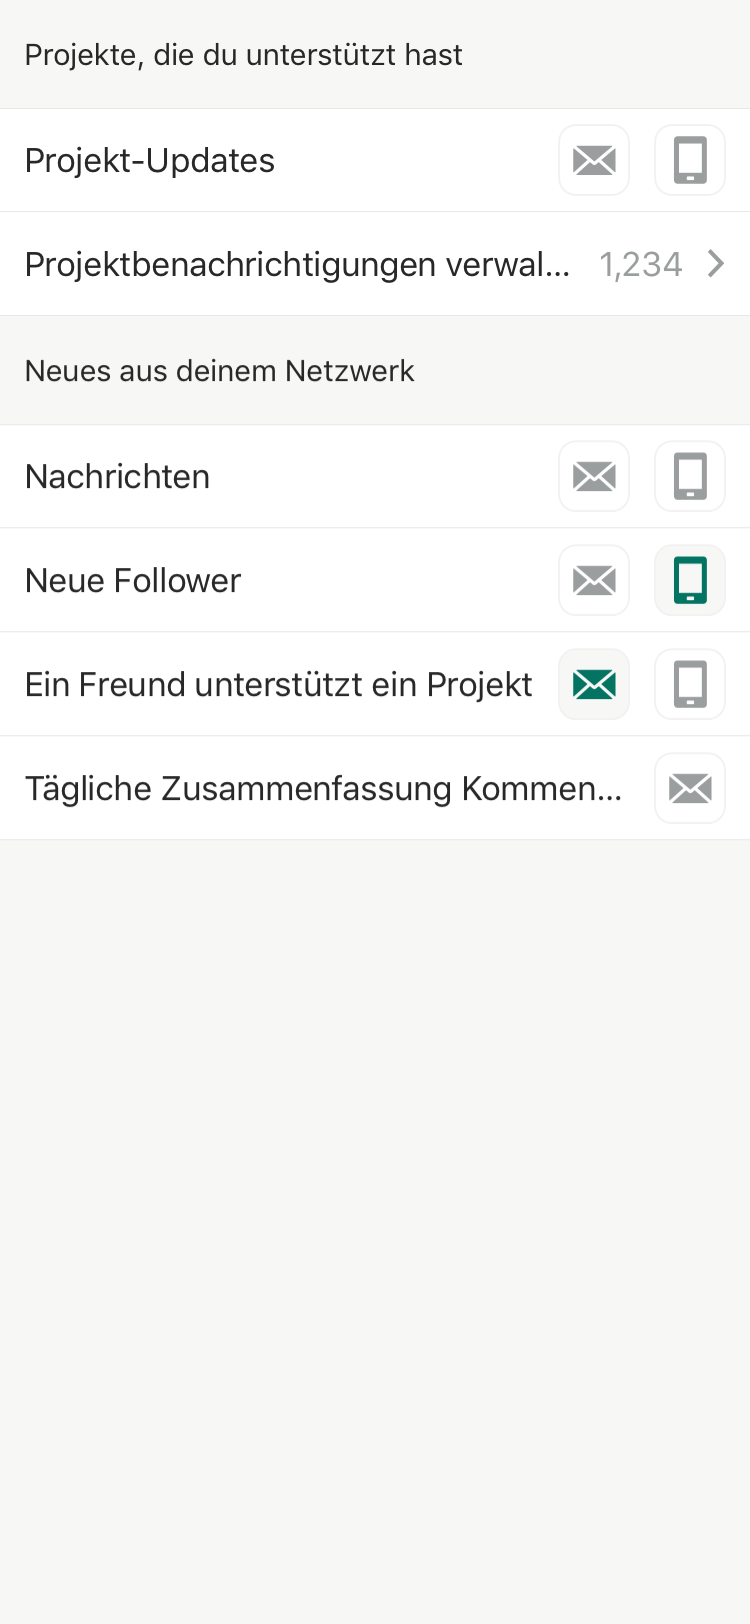 Projekte, die du unterstützt hast
Projekt-Updates
Projektbenachrichtigungen verwal... 1,234
Neues aus deinem Netzwerk
Nachrichten
Neue Follower
Ein Freund unterstützt ein Projekt
Tägliche Zusammenfassung Kommen...